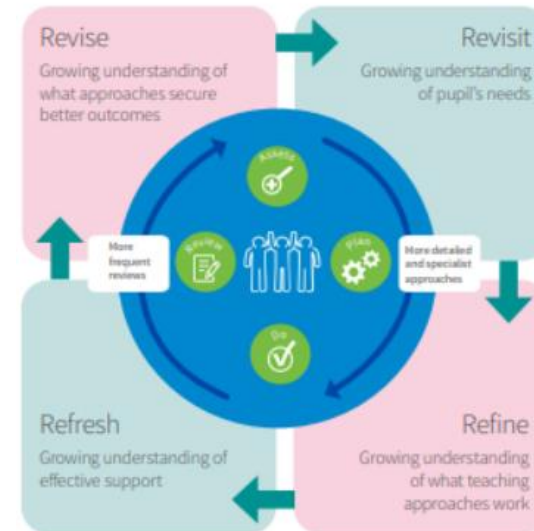 Revise
Growing understanding of
what approaches secure
better outcomes
Revisit
Growing understanding
of pupil's needs
Assess
Review
Plan
Do
More
frequent
reviews
More detailed
and specialist
approaches
Refresh
Growing understanding of
effective support
Refine
Growing understanding
of what teaching
approaches work